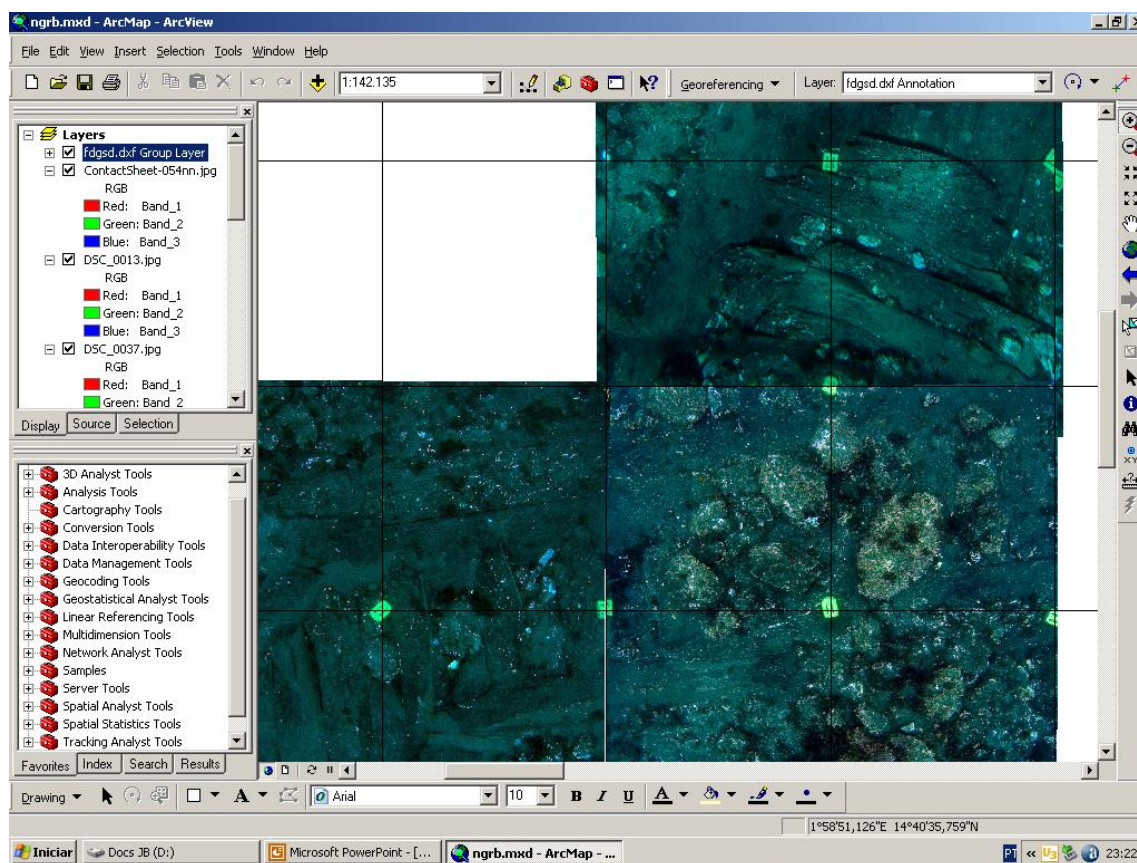 ngrb.mxd - ArcMap - ArcView
File Edit View Insert Selection Tools Window Help
1:142.135
Georeferencing
Layer: fdgsd.dxf Annotation
Layers
fdgsd.dxf Group Layer
ContactSheet-054nn.jpg
RGB
Red: Band_1
Green: Band_2
Blue: Band_3
DSC_0013.jpg
RGB
Red: Band_1
Green: Band_2
Blue: Band_3
DSC_0037.jpg
RGB
Red: Band_1
Green: Band_2
Display Source Selection
3D Analyst Tools
Analysis Tools
Cartography Tools
Conversion Tools
Data Interoperability Tools
Data Management Tools
Geocoding Tools
Geostatistical Analyst Tools
Linear Referencing Tools
Multidimension Tools
Network Analyst Tools
Samples
Server Tools
Spatial Analyst Tools
Spatial Statistics Tools
Tracking Analyst Tools
Favorites Index Search Results
XY
Drawing A Arial 10 B I U A
1°58'51,126"E 14°40'35,759"N
Iniciar Docs JB (D:) Microsoft PowerPoint - [... ngrb.mxd - ArcMap - ... PT « 23:22